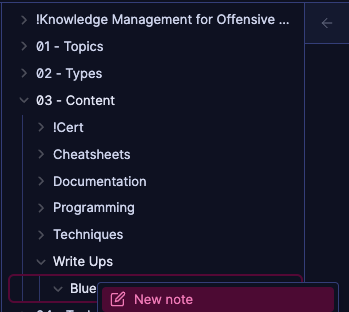 !Knowledge Management for Offensive ...
01 - Topics
02 - Types
03 - Content
!Cert
Cheatsheets
Documentation
Programming
Techniques
Write Ups
Blue
New note